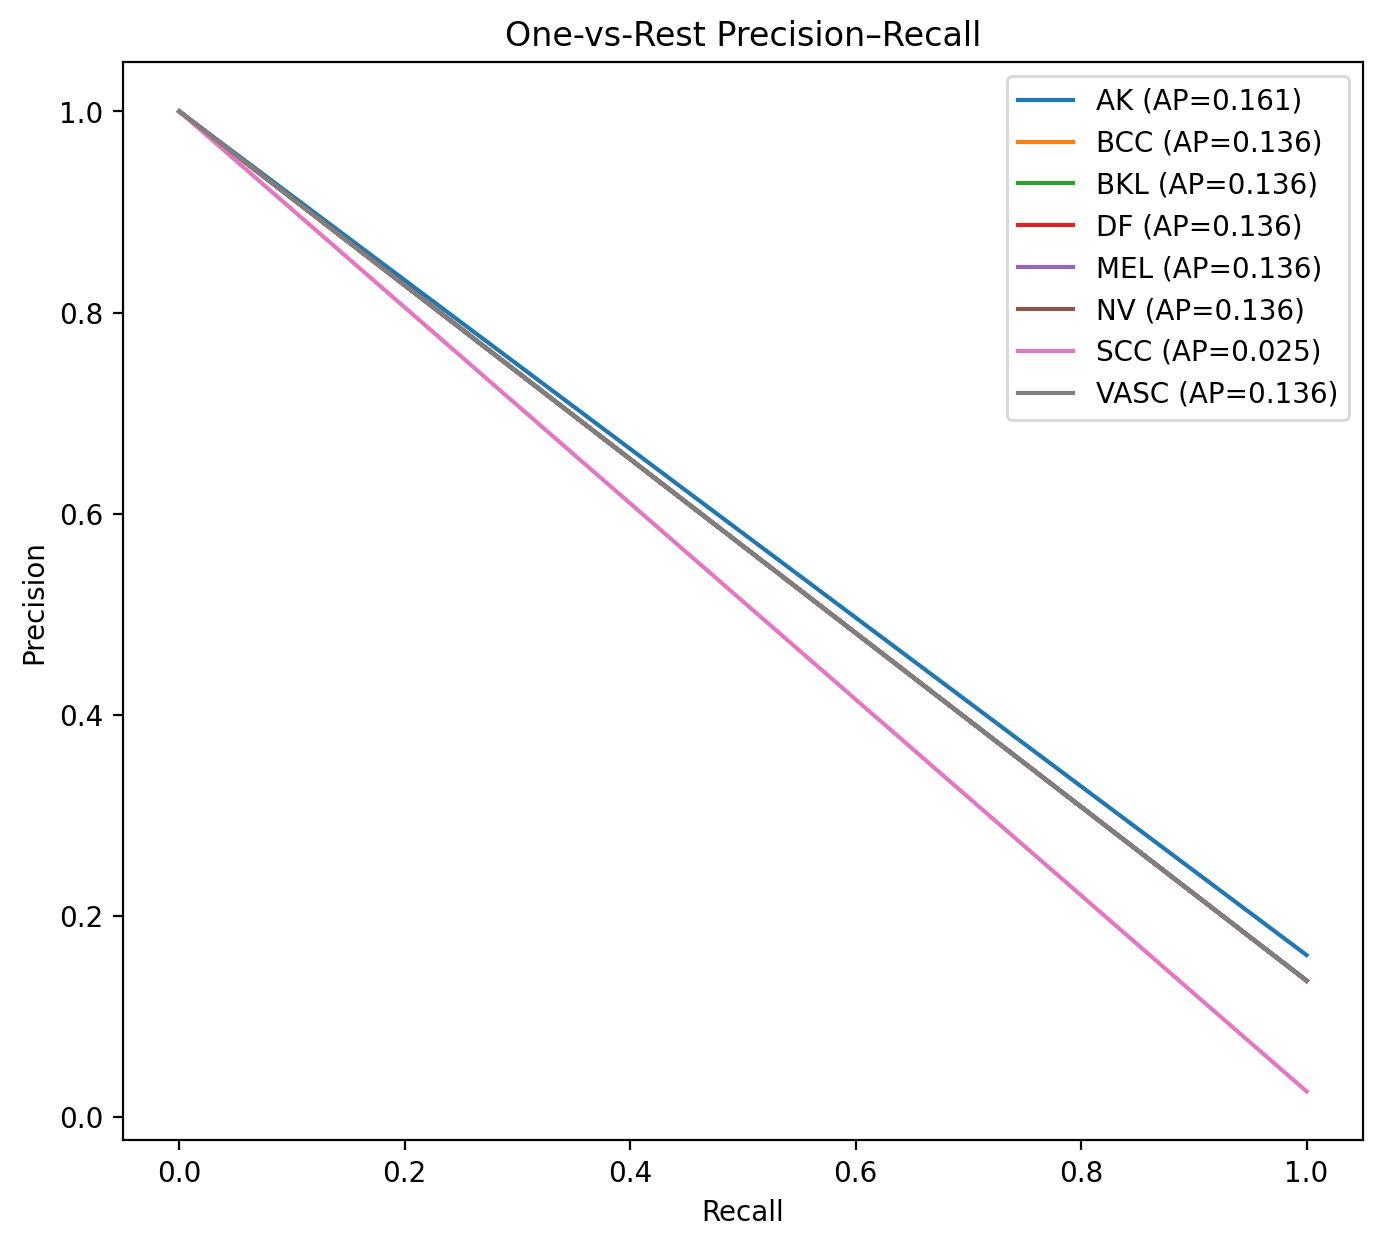 One-vs-Rest Precision–Recall
AK (AP=0.161)
BCC (AP=0.136)
BKL (AP=0.136)
DF (AP=0.136)
MEL (AP=0.136)
NV (AP=0.136)
SCC (AP=0.025)
VASC (AP=0.136)
1.0
0.8
0.6
0.4
0.2
0.0
Precision
0.0 0.2 0.4 0.6 0.8 1.0
Recall